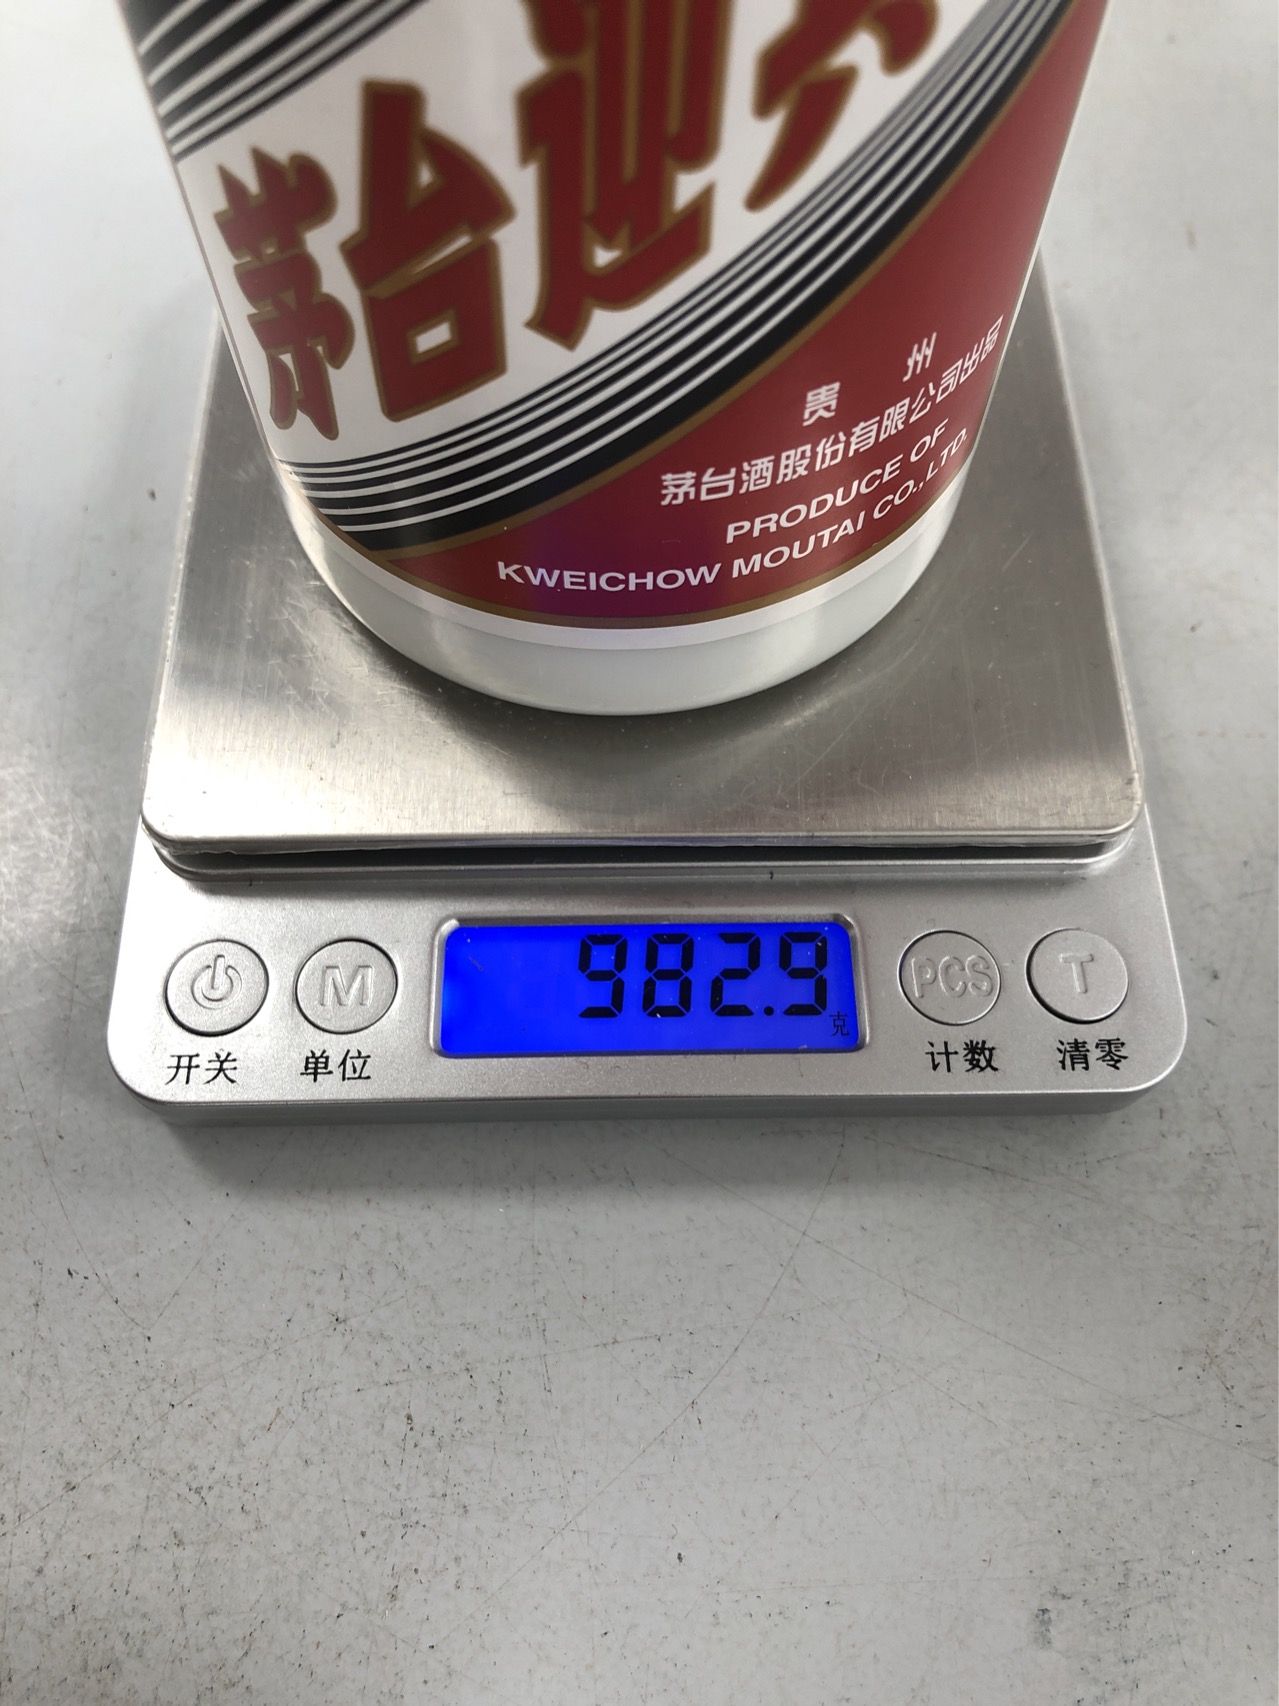 茅台迎
贵州
茅台酒股份有限公司出品
PRODUCE OF
KWEICHOW MOUTAI CO.,LTD.
982.9
克
M
PCS
T
开关
单位
计数
清零